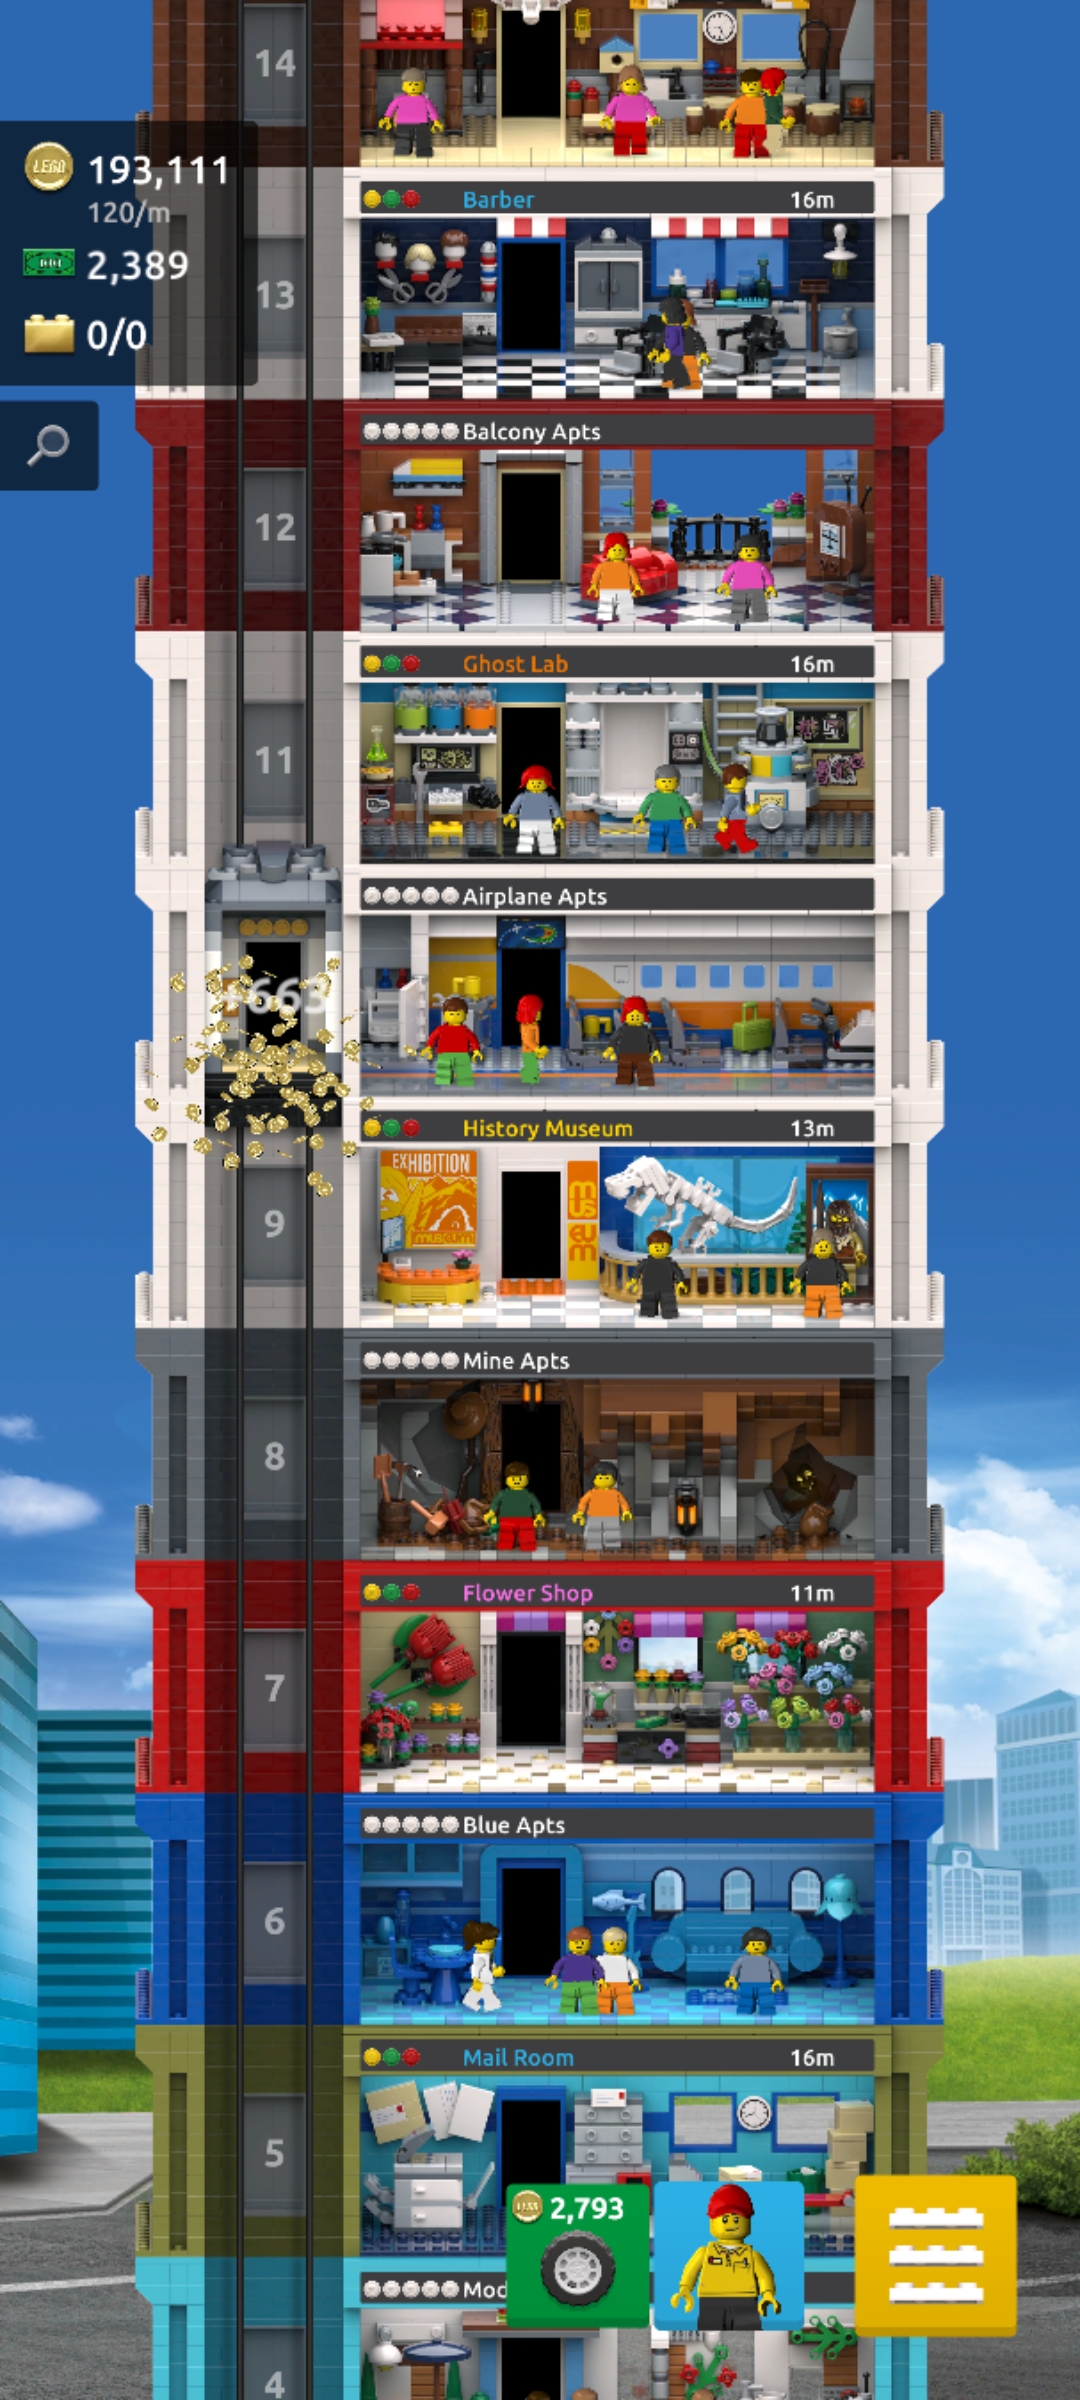 14
LEGO 193,111
120/m
2,389
0/0
Barber 16m
13
Balcony Apts
12
Ghost Lab 16m
11
Airplane Apts
+663
History Museum 13m
EXHIBITION
museum
mus
eum
9
Mine Apts
8
Flower Shop 11m
7
Blue Apts
6
Mail Room 16m
5
2,793
Mod
4